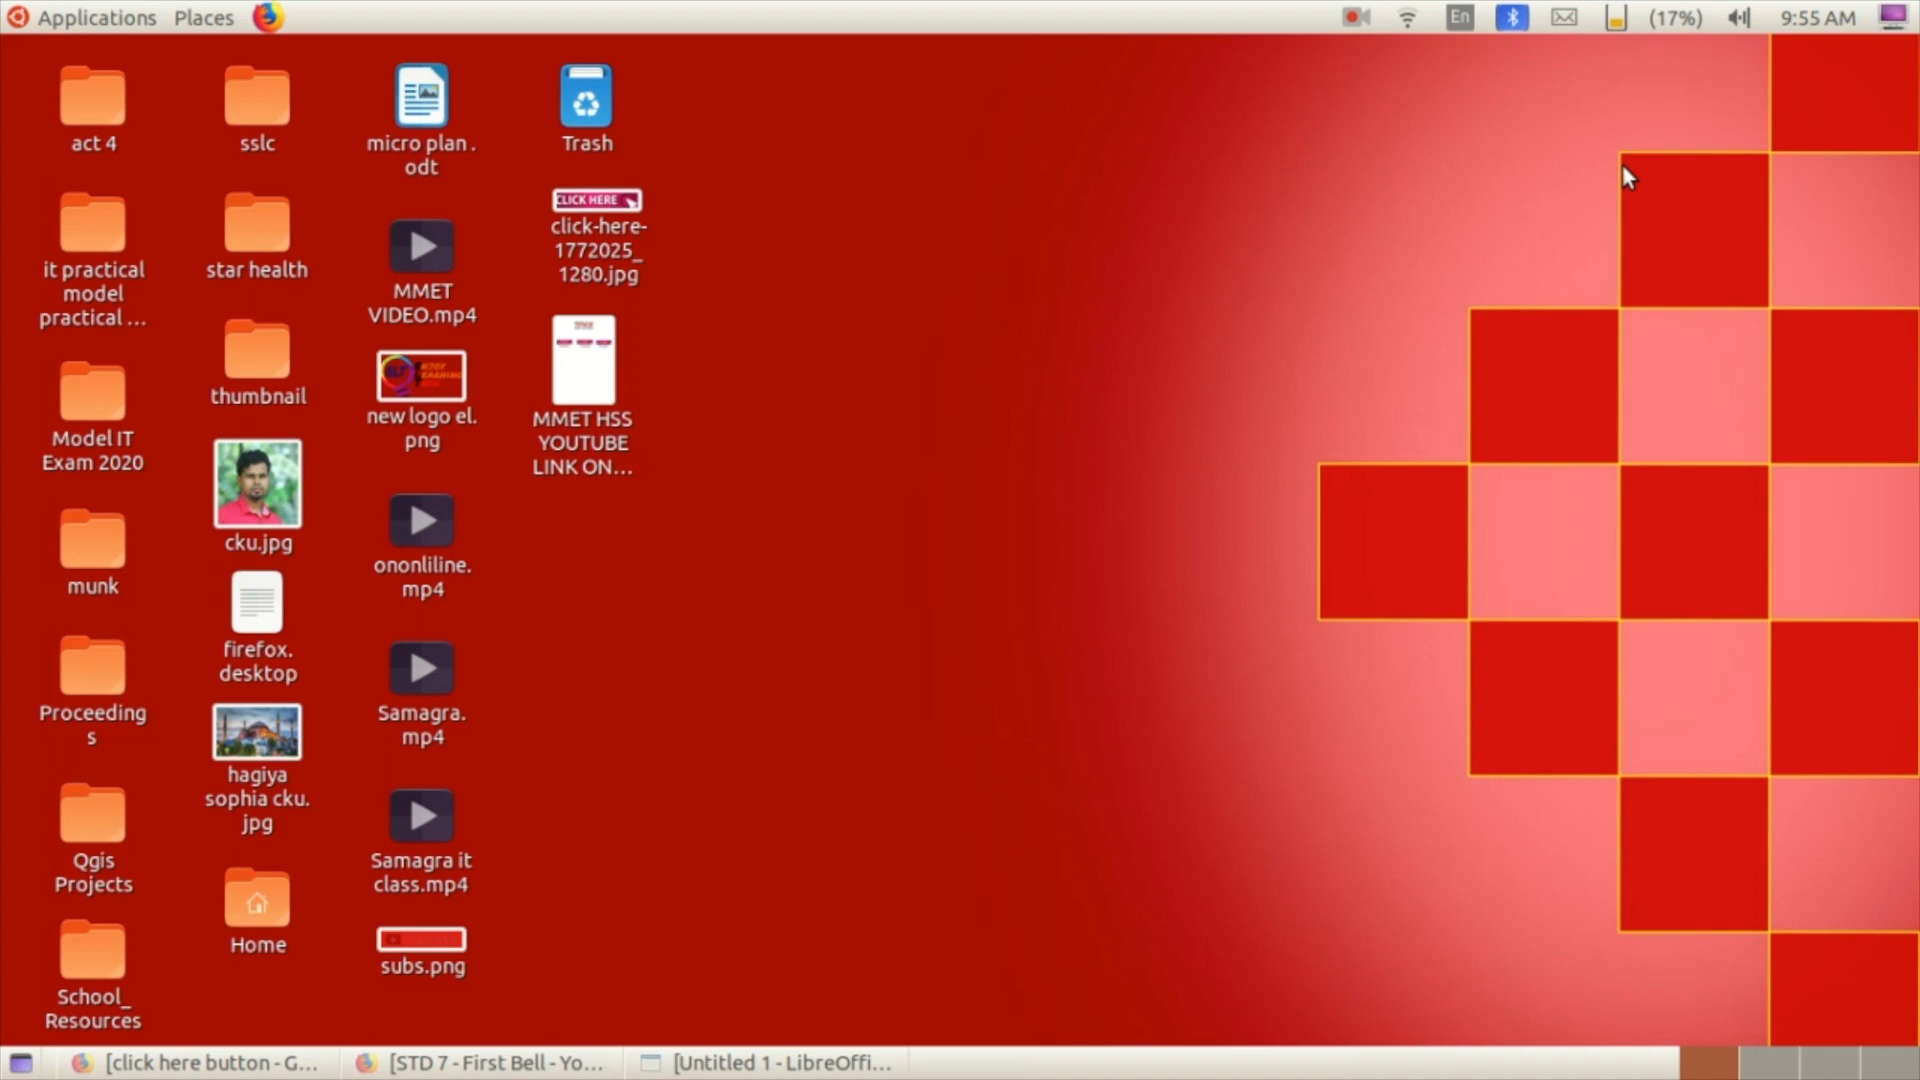 Applications Places
En
(17%)
9:55 AM
act 4
it practical
model
practical ...
Model IT
Exam 2020
munk
Proceeding
s
Qgis
Projects
School_
Resources
sslc
star health
thumbnail
cku.jpg
firefox.
desktop
hagiya
sophia cku.
jpg
Home
micro plan .
odt
MMET
VIDEO.mp4
new logo el.
png
ononliline.
mp4
Samagra.
mp4
Samagra it
class.mp4
subs.png
Trash
CLICK HERE
click-here-
1772025_
1280.jpg
MMET HSS
YOUTUBE
LINK ON...
[click here button - G...
[STD 7 - First Bell - Yo...
[Untitled 1 - LibreOffi...